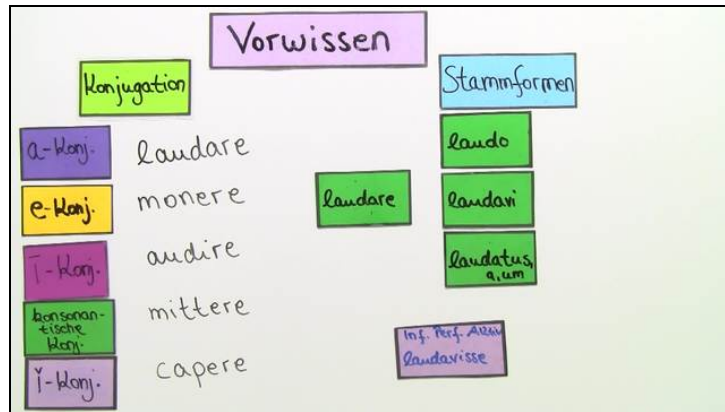 Vorwissen
Konjugation
Stammformen
a-Konj.
laudare
e-Konj.
monere
ī-Konj.
audire
konsonan-
tische
Konj.
mittere
ĭ-Konj.
capere
laudare
laudo
laudavi
laudatus,
a, um
Inf. Perf. Aktiv
laudavisse